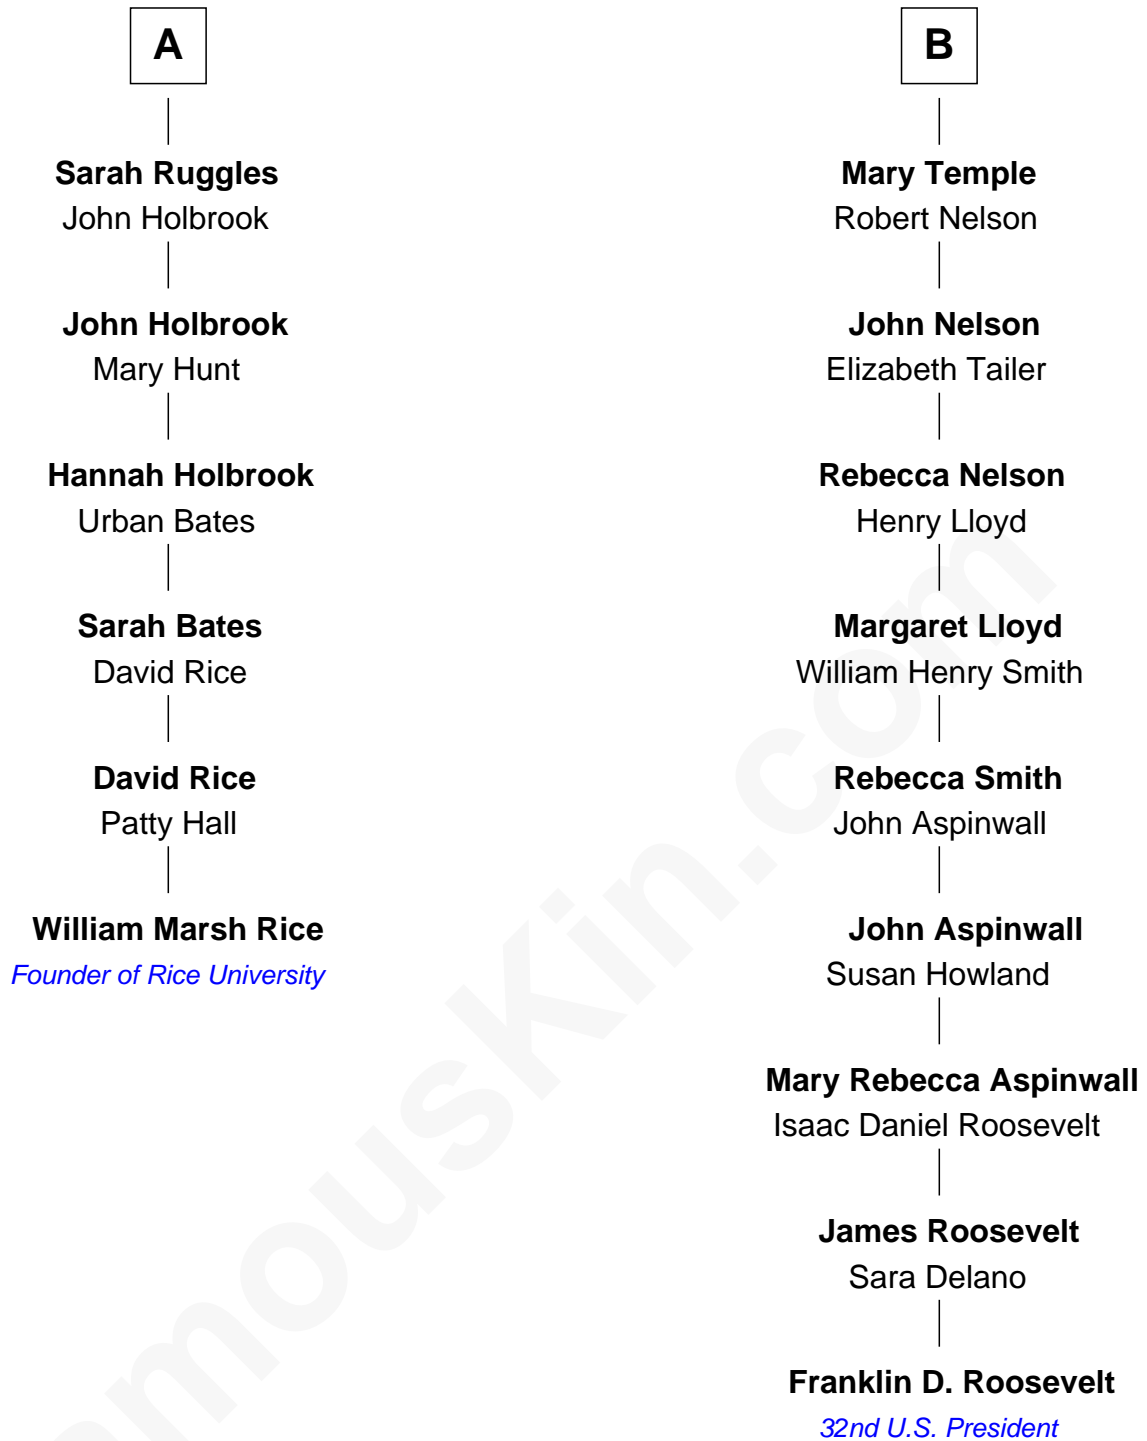 A
Sarah Ruggles
John Holbrook
John Holbrook
Mary Hunt
Hannah Holbrook
Urban Bates
Sarah Bates
David Rice
David Rice
Patty Hall
William Marsh Rice
Founder of Rice University
B
Mary Temple
Robert Nelson
John Nelson
Elizabeth Tailer
Rebecca Nelson
Henry Lloyd
Margaret Lloyd
William Henry Smith
Rebecca Smith
John Aspinwall
John Aspinwall
Susan Howland
Mary Rebecca Aspinwall
Isaac Daniel Roosevelt
James Roosevelt
Sara Delano
Franklin D. Roosevelt
32nd U.S. President
amousKin.com